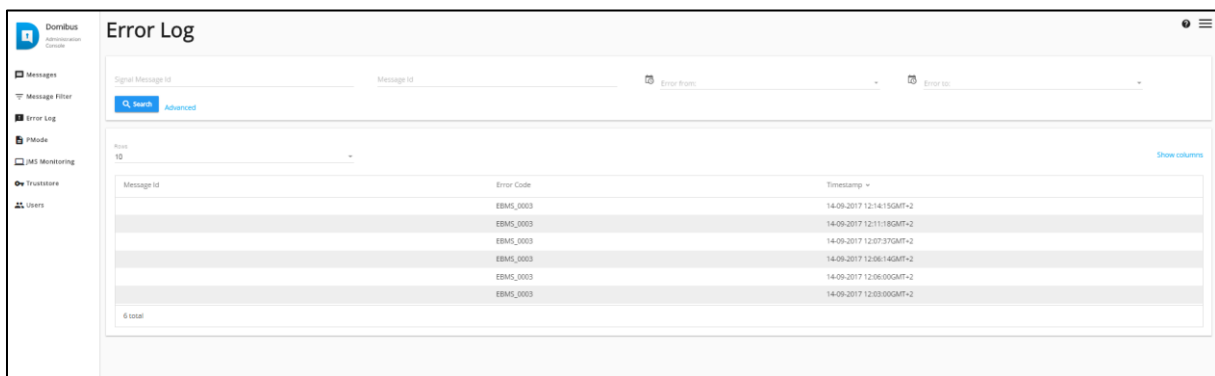 Domibus
Administration
Console
Messages
Message Filter
Error Log
PMode
JMS Monitoring
Truststore
Users
Error Log
Signal Message Id
Message Id
Error from:
Error to:
Search Advanced
Rows
10
Show columns
Message Id Error Code Timestamp
EBMS_0003 14-09-2017 12:14:15GMT+2
EBMS_0003 14-09-2017 12:11:18GMT+2
EBMS_0003 14-09-2017 12:07:37GMT+2
EBMS_0003 14-09-2017 12:06:14GMT+2
EBMS_0003 14-09-2017 12:06:00GMT+2
EBMS_0003 14-09-2017 12:03:00GMT+2
6 total